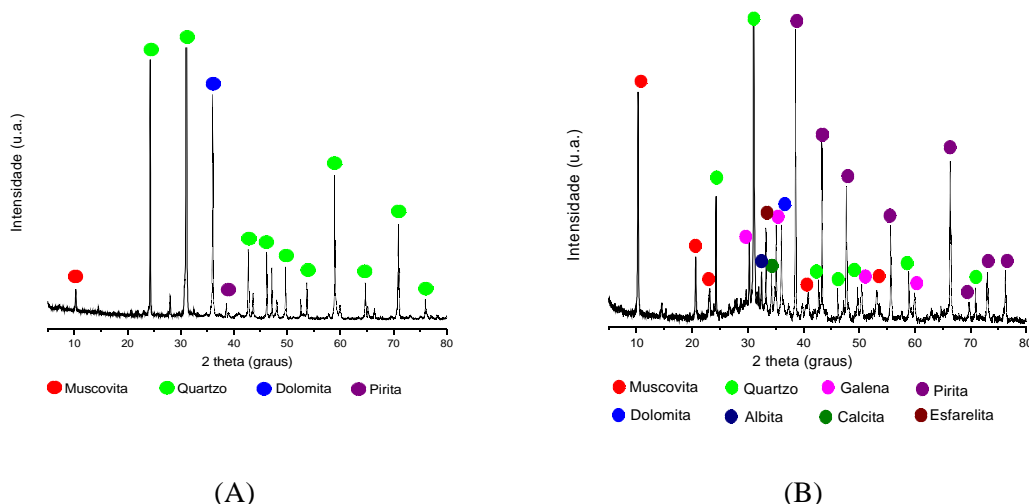 Intensidade (u.a.)
10 20 30 40 50 60 70 80
2 theta (graus)
Muscovita Quartzo Dolomita Pirita
(A)
Intensidade (u.a.)
10 20 30 40 50 60 70 80
2 theta (graus)
Muscovita Quartzo Galena Pirita
Dolomita Albita Calcita Esfarelita
(B)